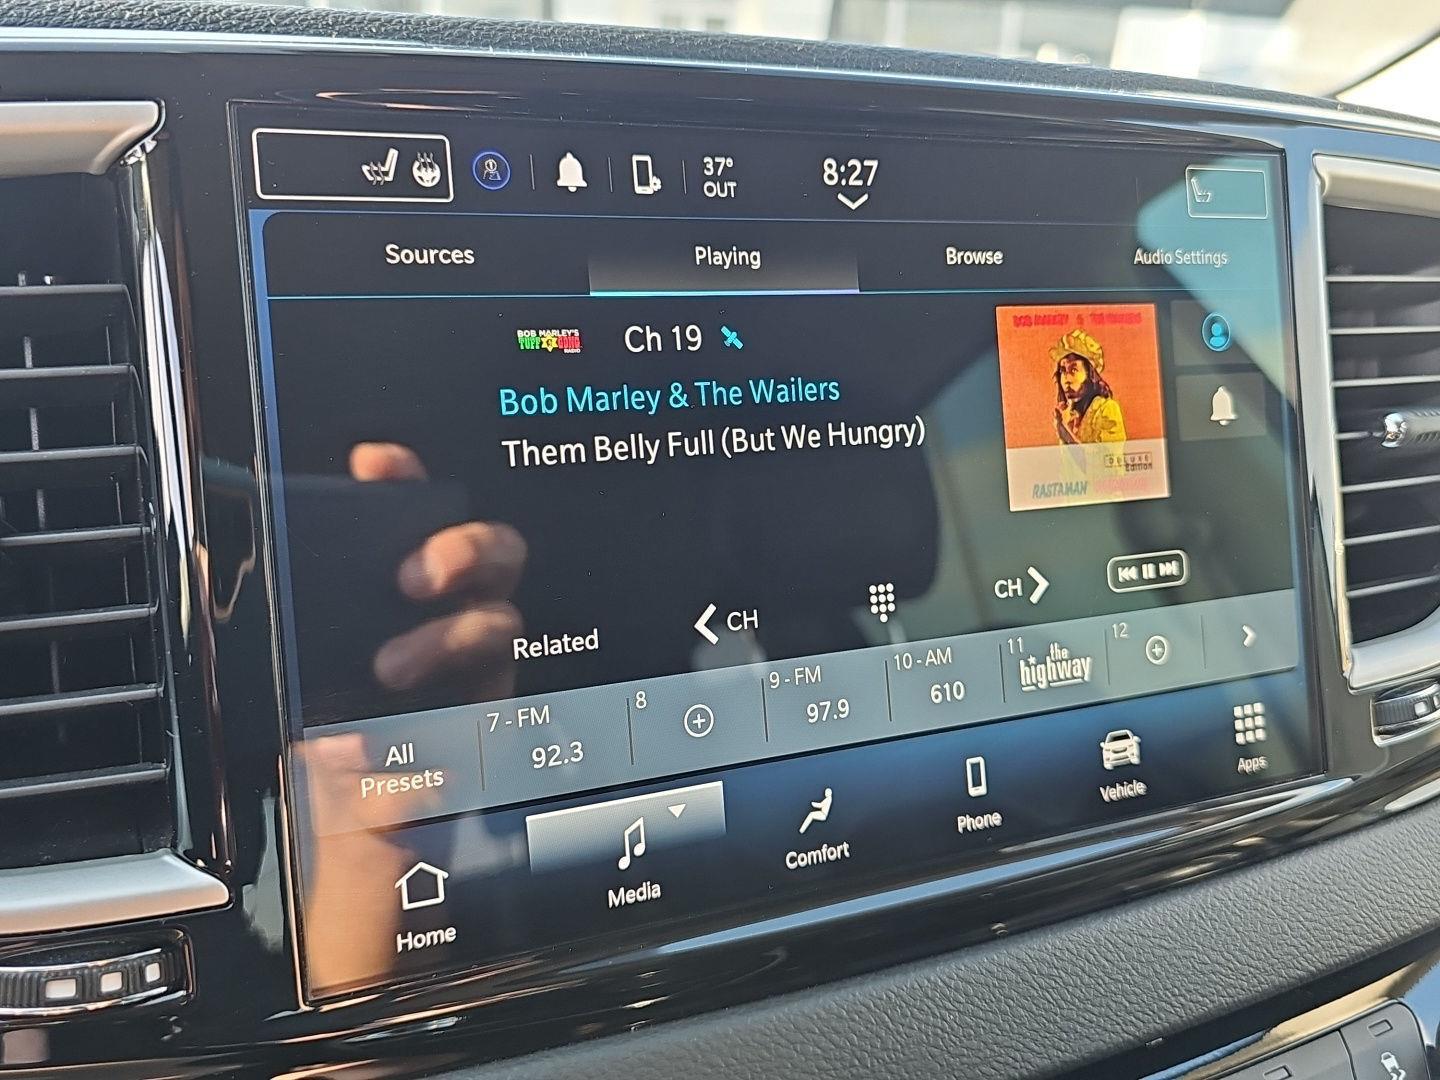 37°
OUT
8:27
Sources
Playing
Browse
Audio Settings
BOB MARLEY'S
TUFF GONG
RADIO
Ch 19
Bob Marley & The Wailers
Them Belly Full (But We Hungry)
BOB MARLEY & THE WAILERS
DELUXE
Edition
RASTAMAN
Related
CH
CH
All
Presets
7 - FM
92.3
8
9 - FM
97.9
10 - AM
610
11
the
highway
12
Home
Media
Comfort
Phone
Vehicle
Apps